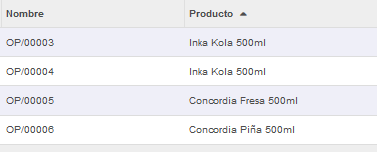 Nombre Producto
OP/00003 Inka Kola 500ml
OP/00004 Inka Kola 500ml
OP/00005 Concordia Fresa 500ml
OP/00006 Concordia Piña 500ml